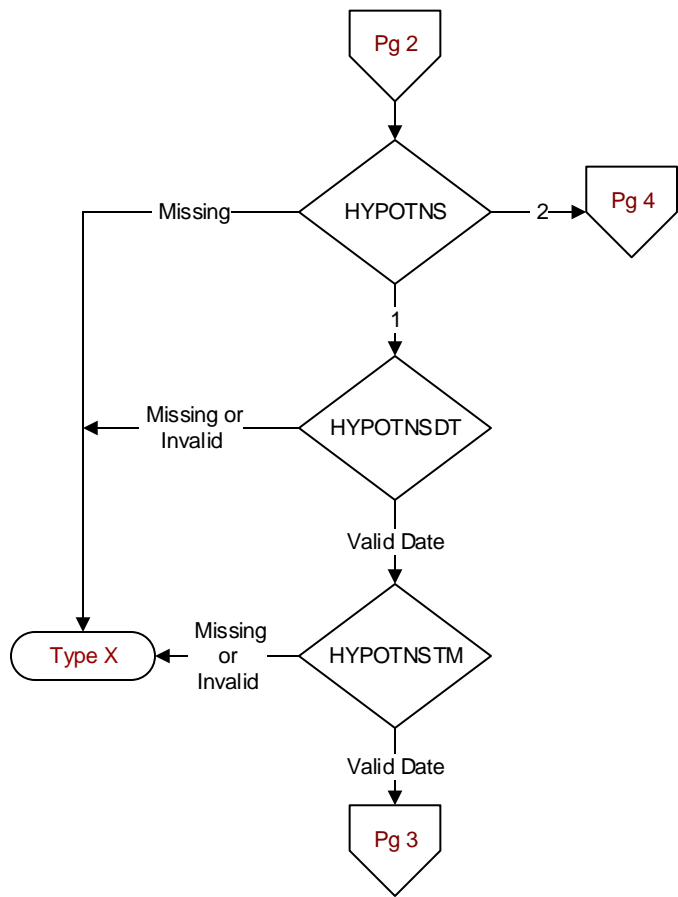 Pg 2
Missing
HYPOTNS
2
Pg 4
1
Missing or
Invalid
HYPOTNSDT
Valid Date
Type X
Missing
or
Invalid
HYPOTNSTM
Valid Date
Pg 3